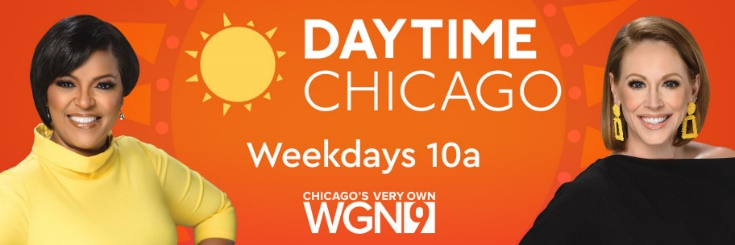 DAYTIME
CHICAGO
Weekdays 10a
CHICAGO'S VERY OWN
WGN9